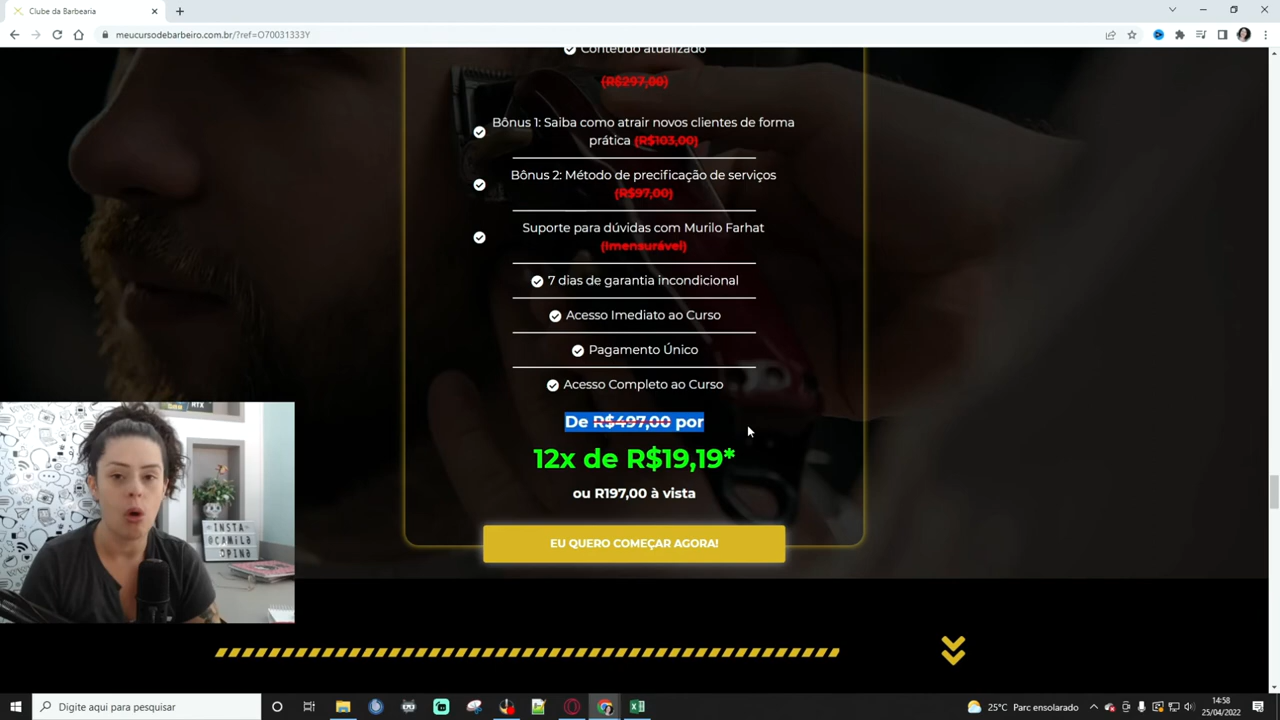 Clube da Barbearia
meucursodebarbeiro.com.br/?ref=O70031333Y
Conteúdo atualizado
(R$297,00)
Bônus 1: Saiba como atrair novos clientes de forma
prática (R$103,00)
Bônus 2: Método de precificação de serviços
(R$97,00)
Suporte para dúvidas com Murilo Farhat
(Imensurável)
7 dias de garantia incondicional
Acesso Imediato ao Curso
Pagamento Único
Acesso Completo ao Curso
De R$497,00 por
12x de R$19,19*
ou R197,00 à vista
EU QUERO COMEÇAR AGORA!
INSTA
@CAMILA
DPINA
Digite aqui para pesquisar
25°C Parc ensolarado
14:58
25/04/2022